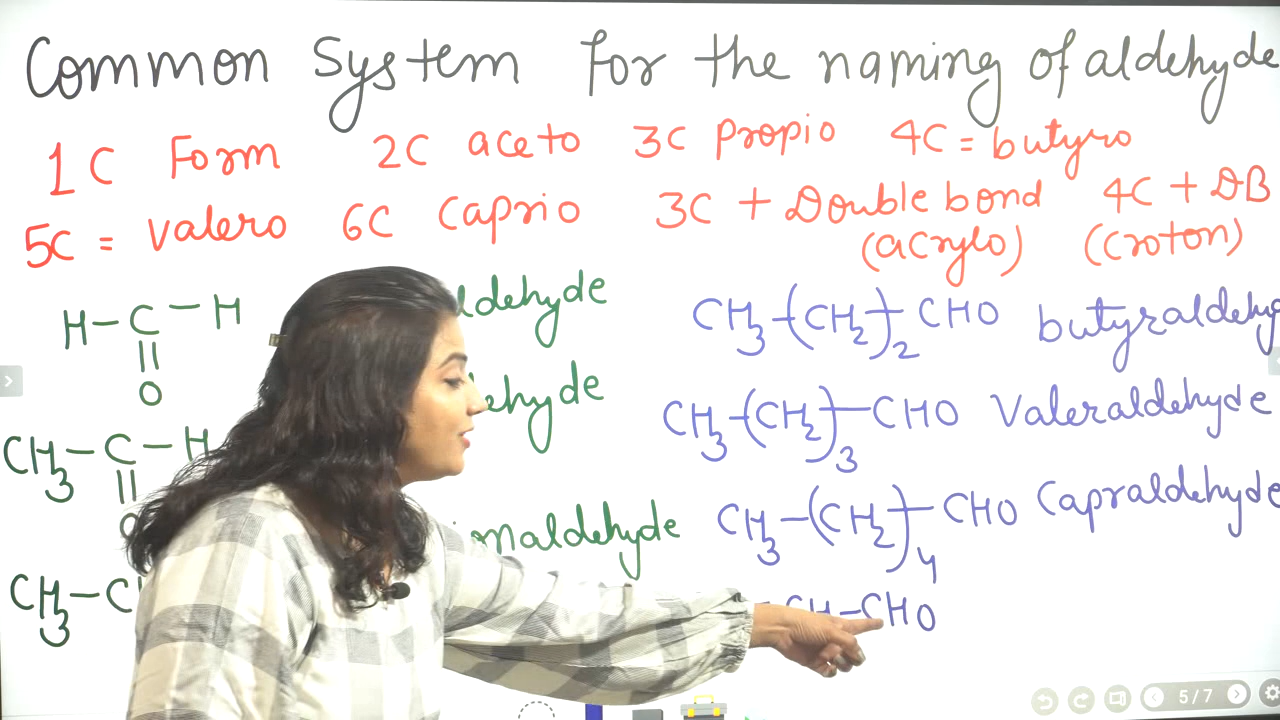 Common System for the naming of aldehyde
1C Form 2C aceto 3C Propio 4C = butyro
5C = Valero 6C Caprio 3C + Double bond (acrylo) 4C + DB (Croton)
H-C-H
||
O
ldehyde
CH3-C-H
||
ehyde
CH3-C
maldehyde
CH3-(CH2)2-CHO butyraldehy
CH3-(CH2)3-CHO Valeraldehyde
CH3-(CH2)4-CHO Capraldehyde
CH-CHO
5/7